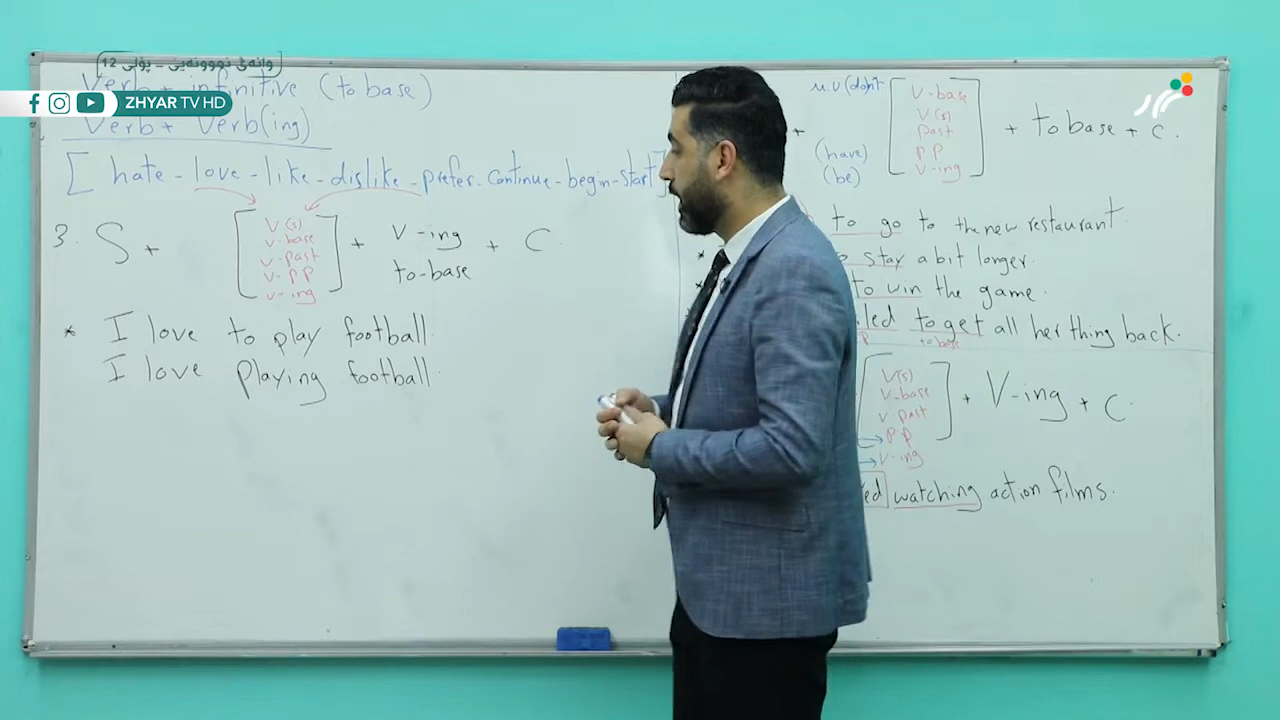 وانەی نموونەیی - پۆلی 12
ZHYAR TV HD
Verb + infinitive (to base)
Verb + Verb(ing)
[ hate - love - like - dislike - prefer - continue - begin - start ]
3. S + [ V(s) + V-ing + C.
v-base to-base
v-past
v-pp
v-ing ]
* I love to play football.
I love playing football.
m.v (don't
+ [ V-base + to base + c.
V(s)
past
pp
V-ing ]
(have)
(be)
to go to the new restaurant
* stay a bit longer.
to win the game.
to get all her thing back.
to base
[ V(s) + V-ing + C.
V-base
v-past
p.p
V-ing ]
watching action films.